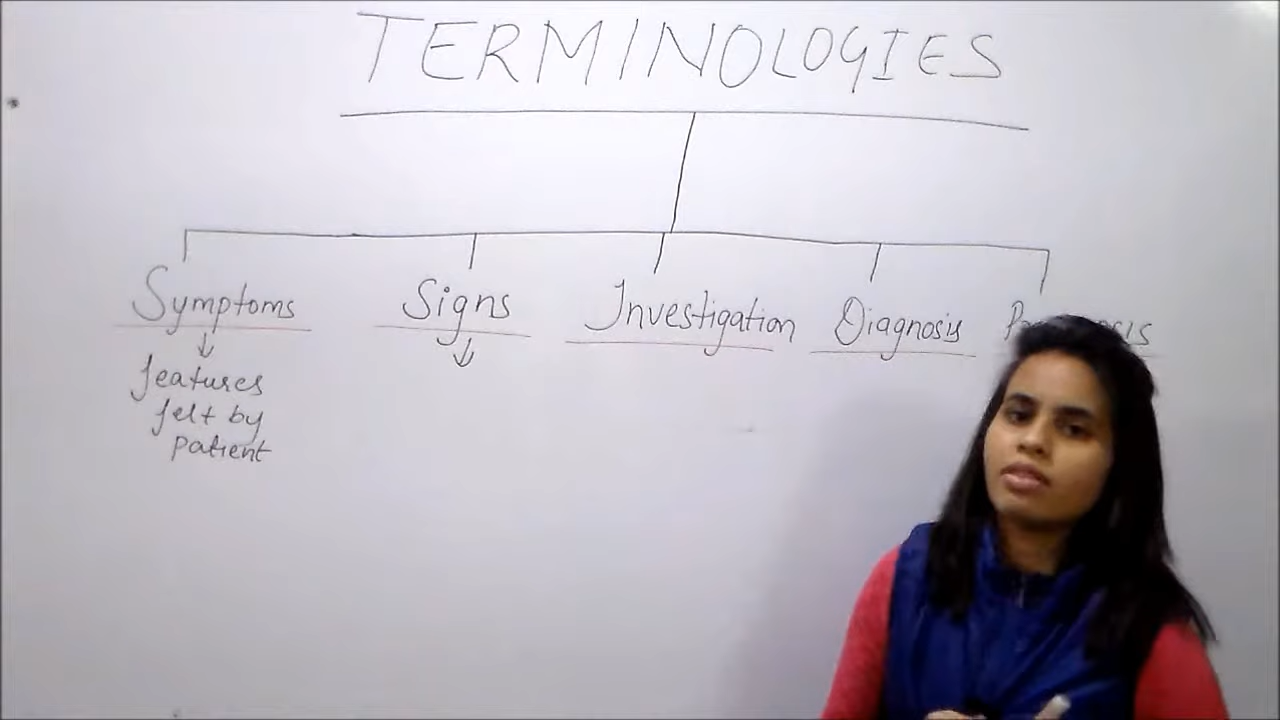 TERMINOLOGIES
Symptoms Signs Investigation Diagnosis
features
felt by
patient